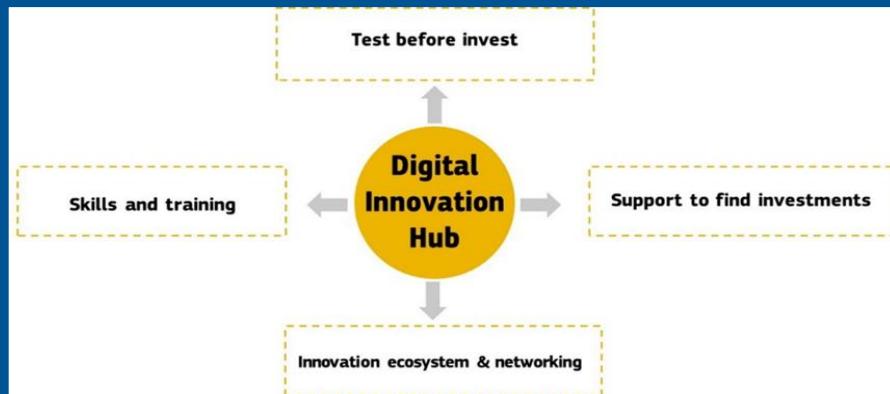 Test before invest
Digital
Innovation
Hub
Skills and training
Support to find investments
Innovation ecosystem & networking